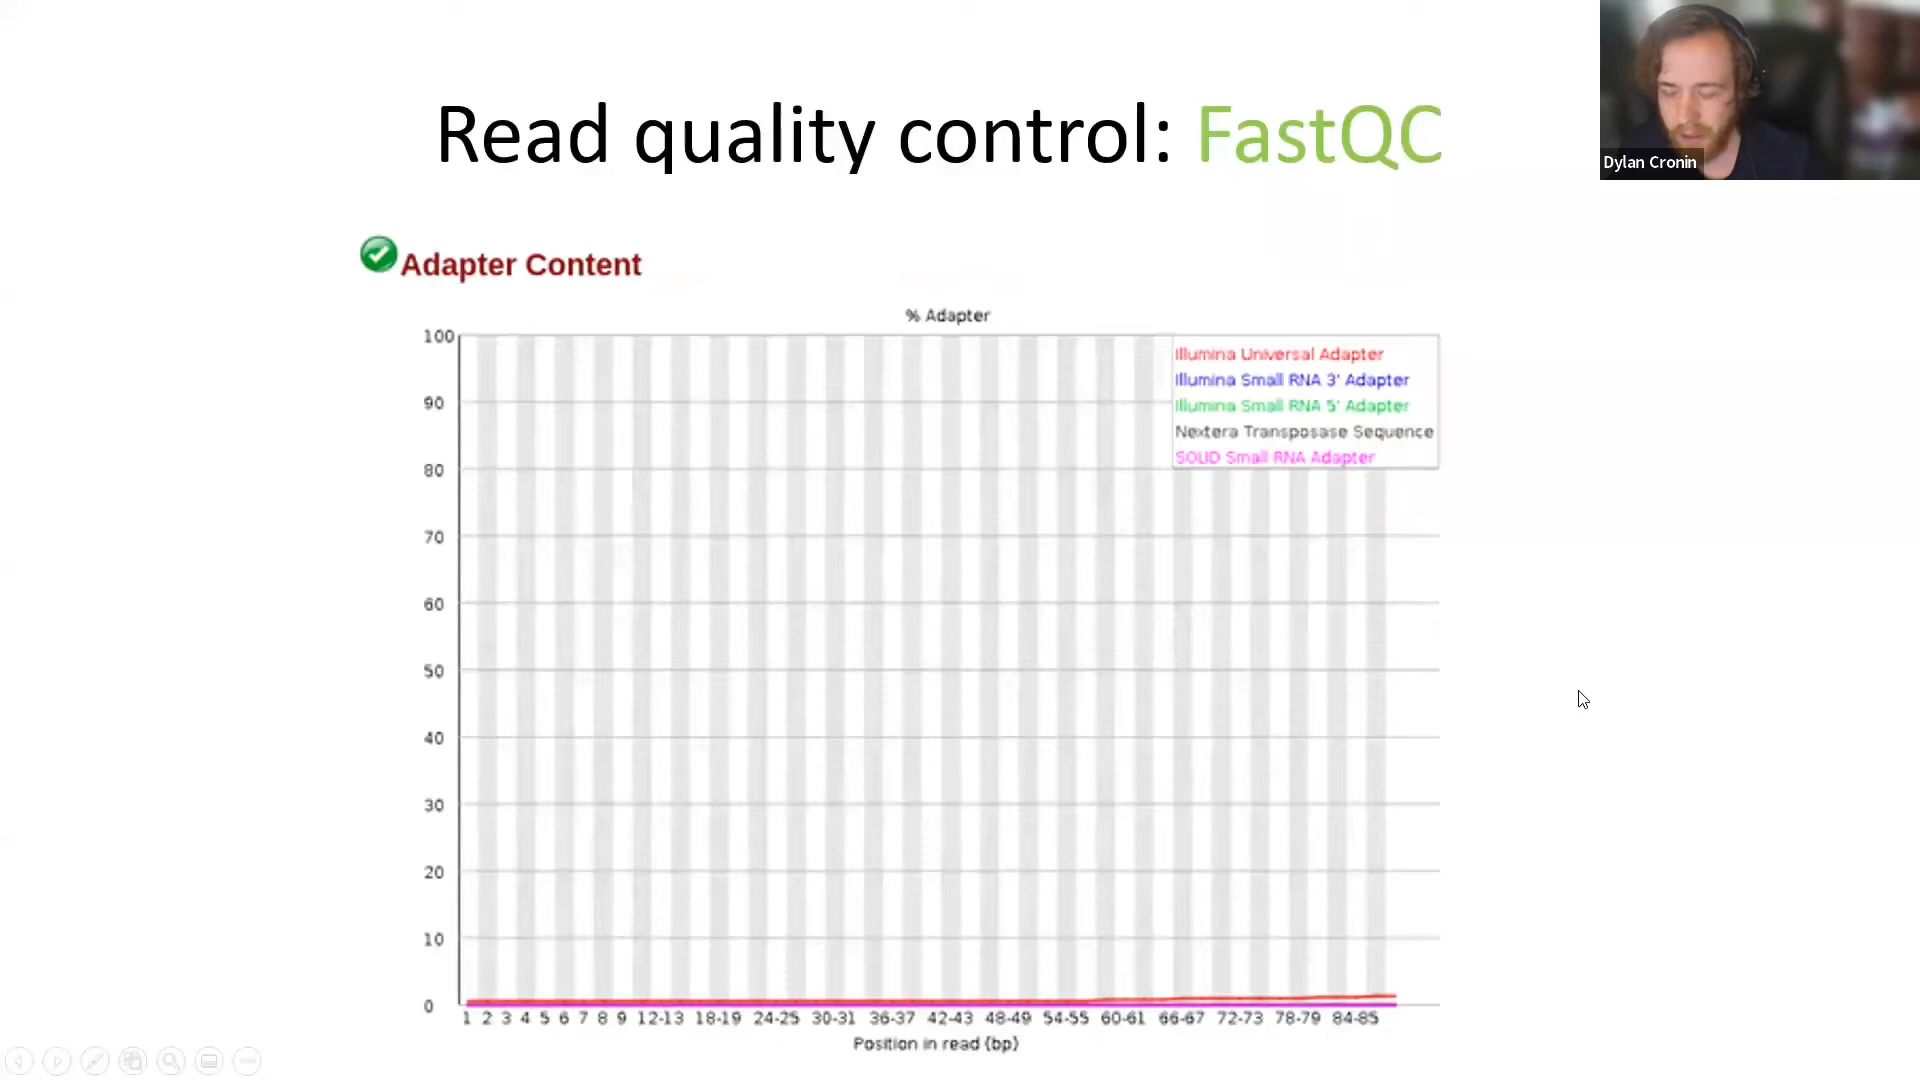 Read quality control: FastQC
Dylan Cronin
Adapter Content
% Adapter
100
90
80
70
60
50
40
30
20
10
0
Illumina Universal Adapter
Illumina Small RNA 3' Adapter
Illumina Small RNA 5' Adapter
Nextera Transposase Sequence
SOLID Small RNA Adapter
1 2 3 4 5 6 7 8 9 12-13 18-19 24-25 30-31 36-37 42-43 48-49 54-55 60-61 66-67 72-73 78-79 84-85
Position in read (bp)